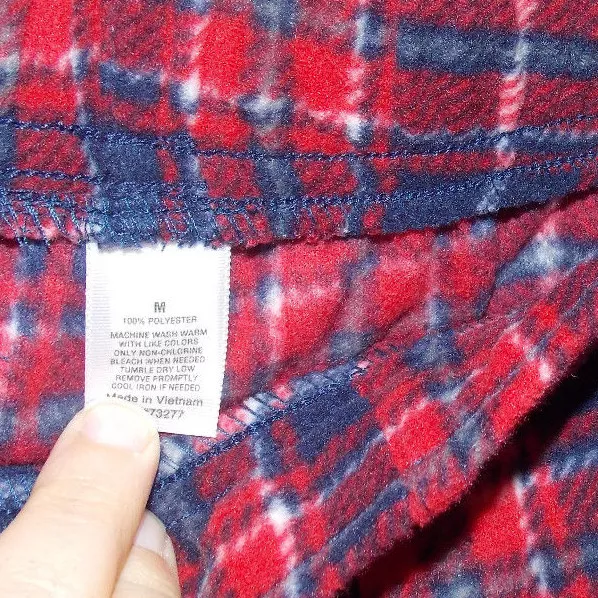 M
100% POLYESTER
MACHINE WASH WARM
WITH LIKE COLORS
ONLY NON-CHLORINE
BLEACH WHEN NEEDED
TUMBLE DRY LOW
REMOVE PROMPTLY
COOL IRON IF NEEDED
Made in Vietnam
73277